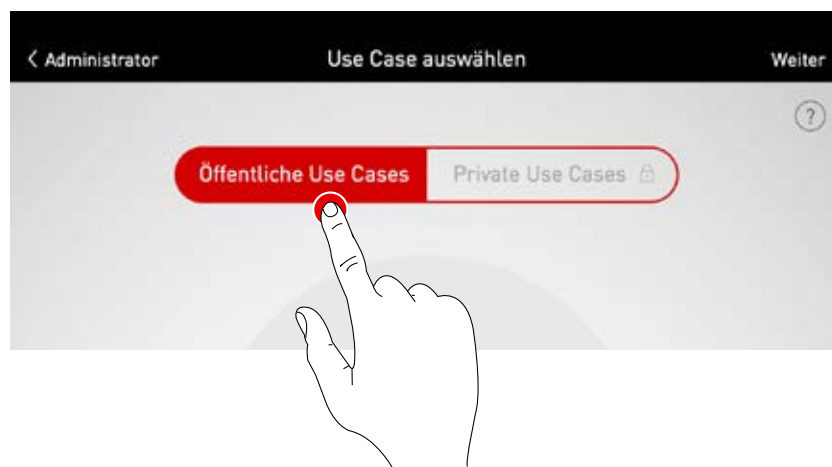 < Administrator Use Case auswählen Weiter
?
Öffentliche Use Cases Private Use Cases